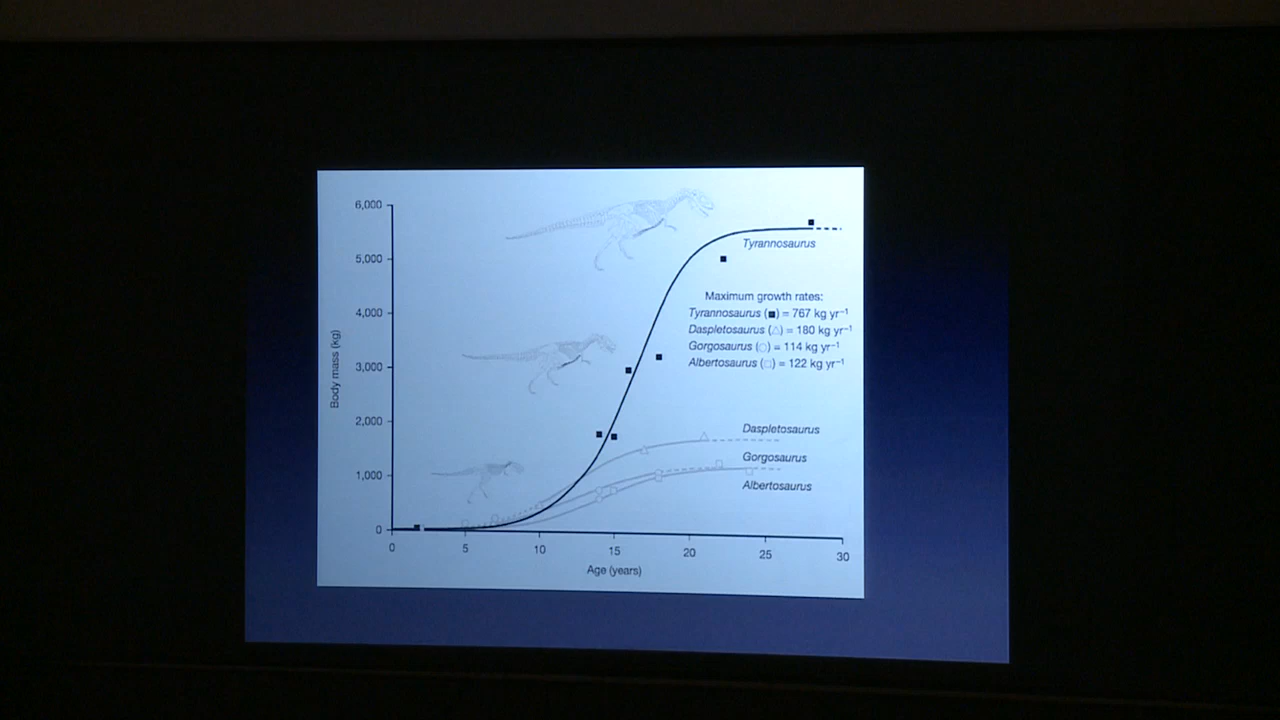 6,000
5,000
4,000
3,000
2,000
1,000
0
Body mass (kg)
0 5 10 15 20 25 30
Age (years)
Tyrannosaurus
Maximum growth rates:
Tyrannosaurus (■) = 767 kg yr⁻¹
Daspletosaurus (△) = 180 kg yr⁻¹
Gorgosaurus (○) = 114 kg yr⁻¹
Albertosaurus (□) = 122 kg yr⁻¹
Daspletosaurus
Gorgosaurus
Albertosaurus